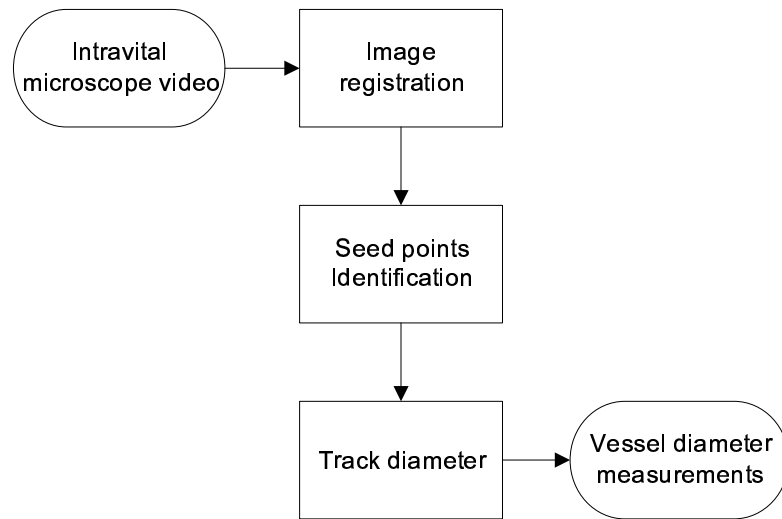 Intravital
microscope video
Image
registration
Seed points
Identification
Track diameter
Vessel diameter
measurements